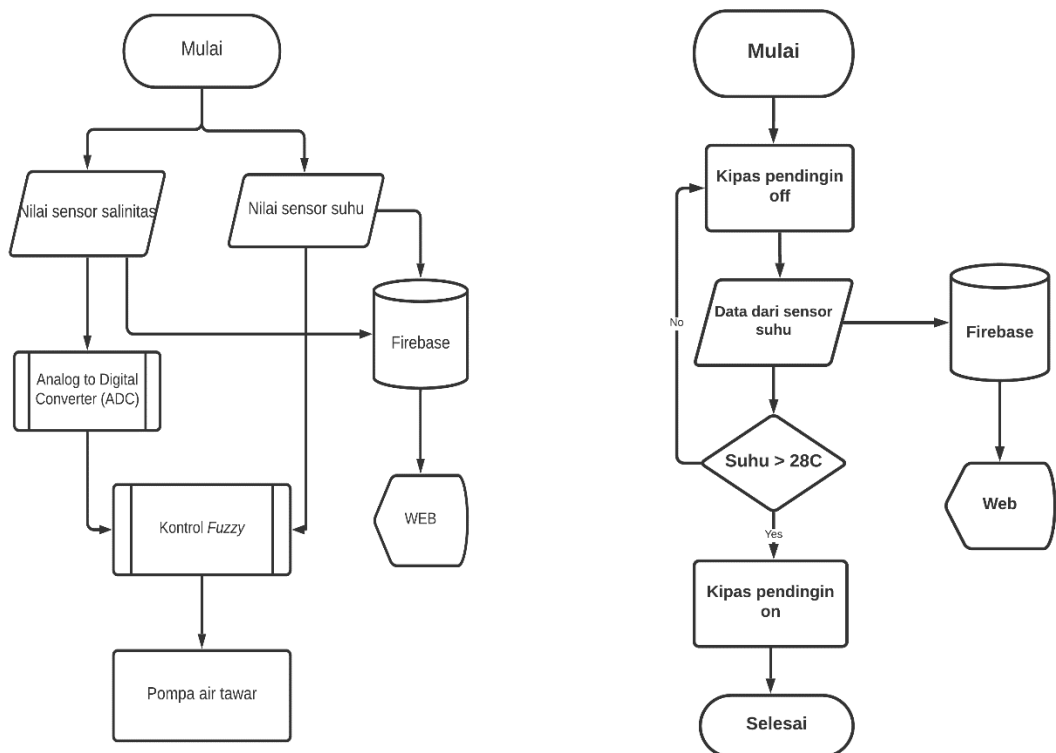 Mulai
Nilai sensor salinitas
Nilai sensor suhu
Firebase
Analog to Digital
Converter (ADC)
Kontrol Fuzzy
WEB
Pompa air tawar
Mulai
Kipas pendingin
off
Data dari sensor
suhu
Firebase
No
Suhu > 28C
Web
Yes
Kipas pendingin
on
Selesai